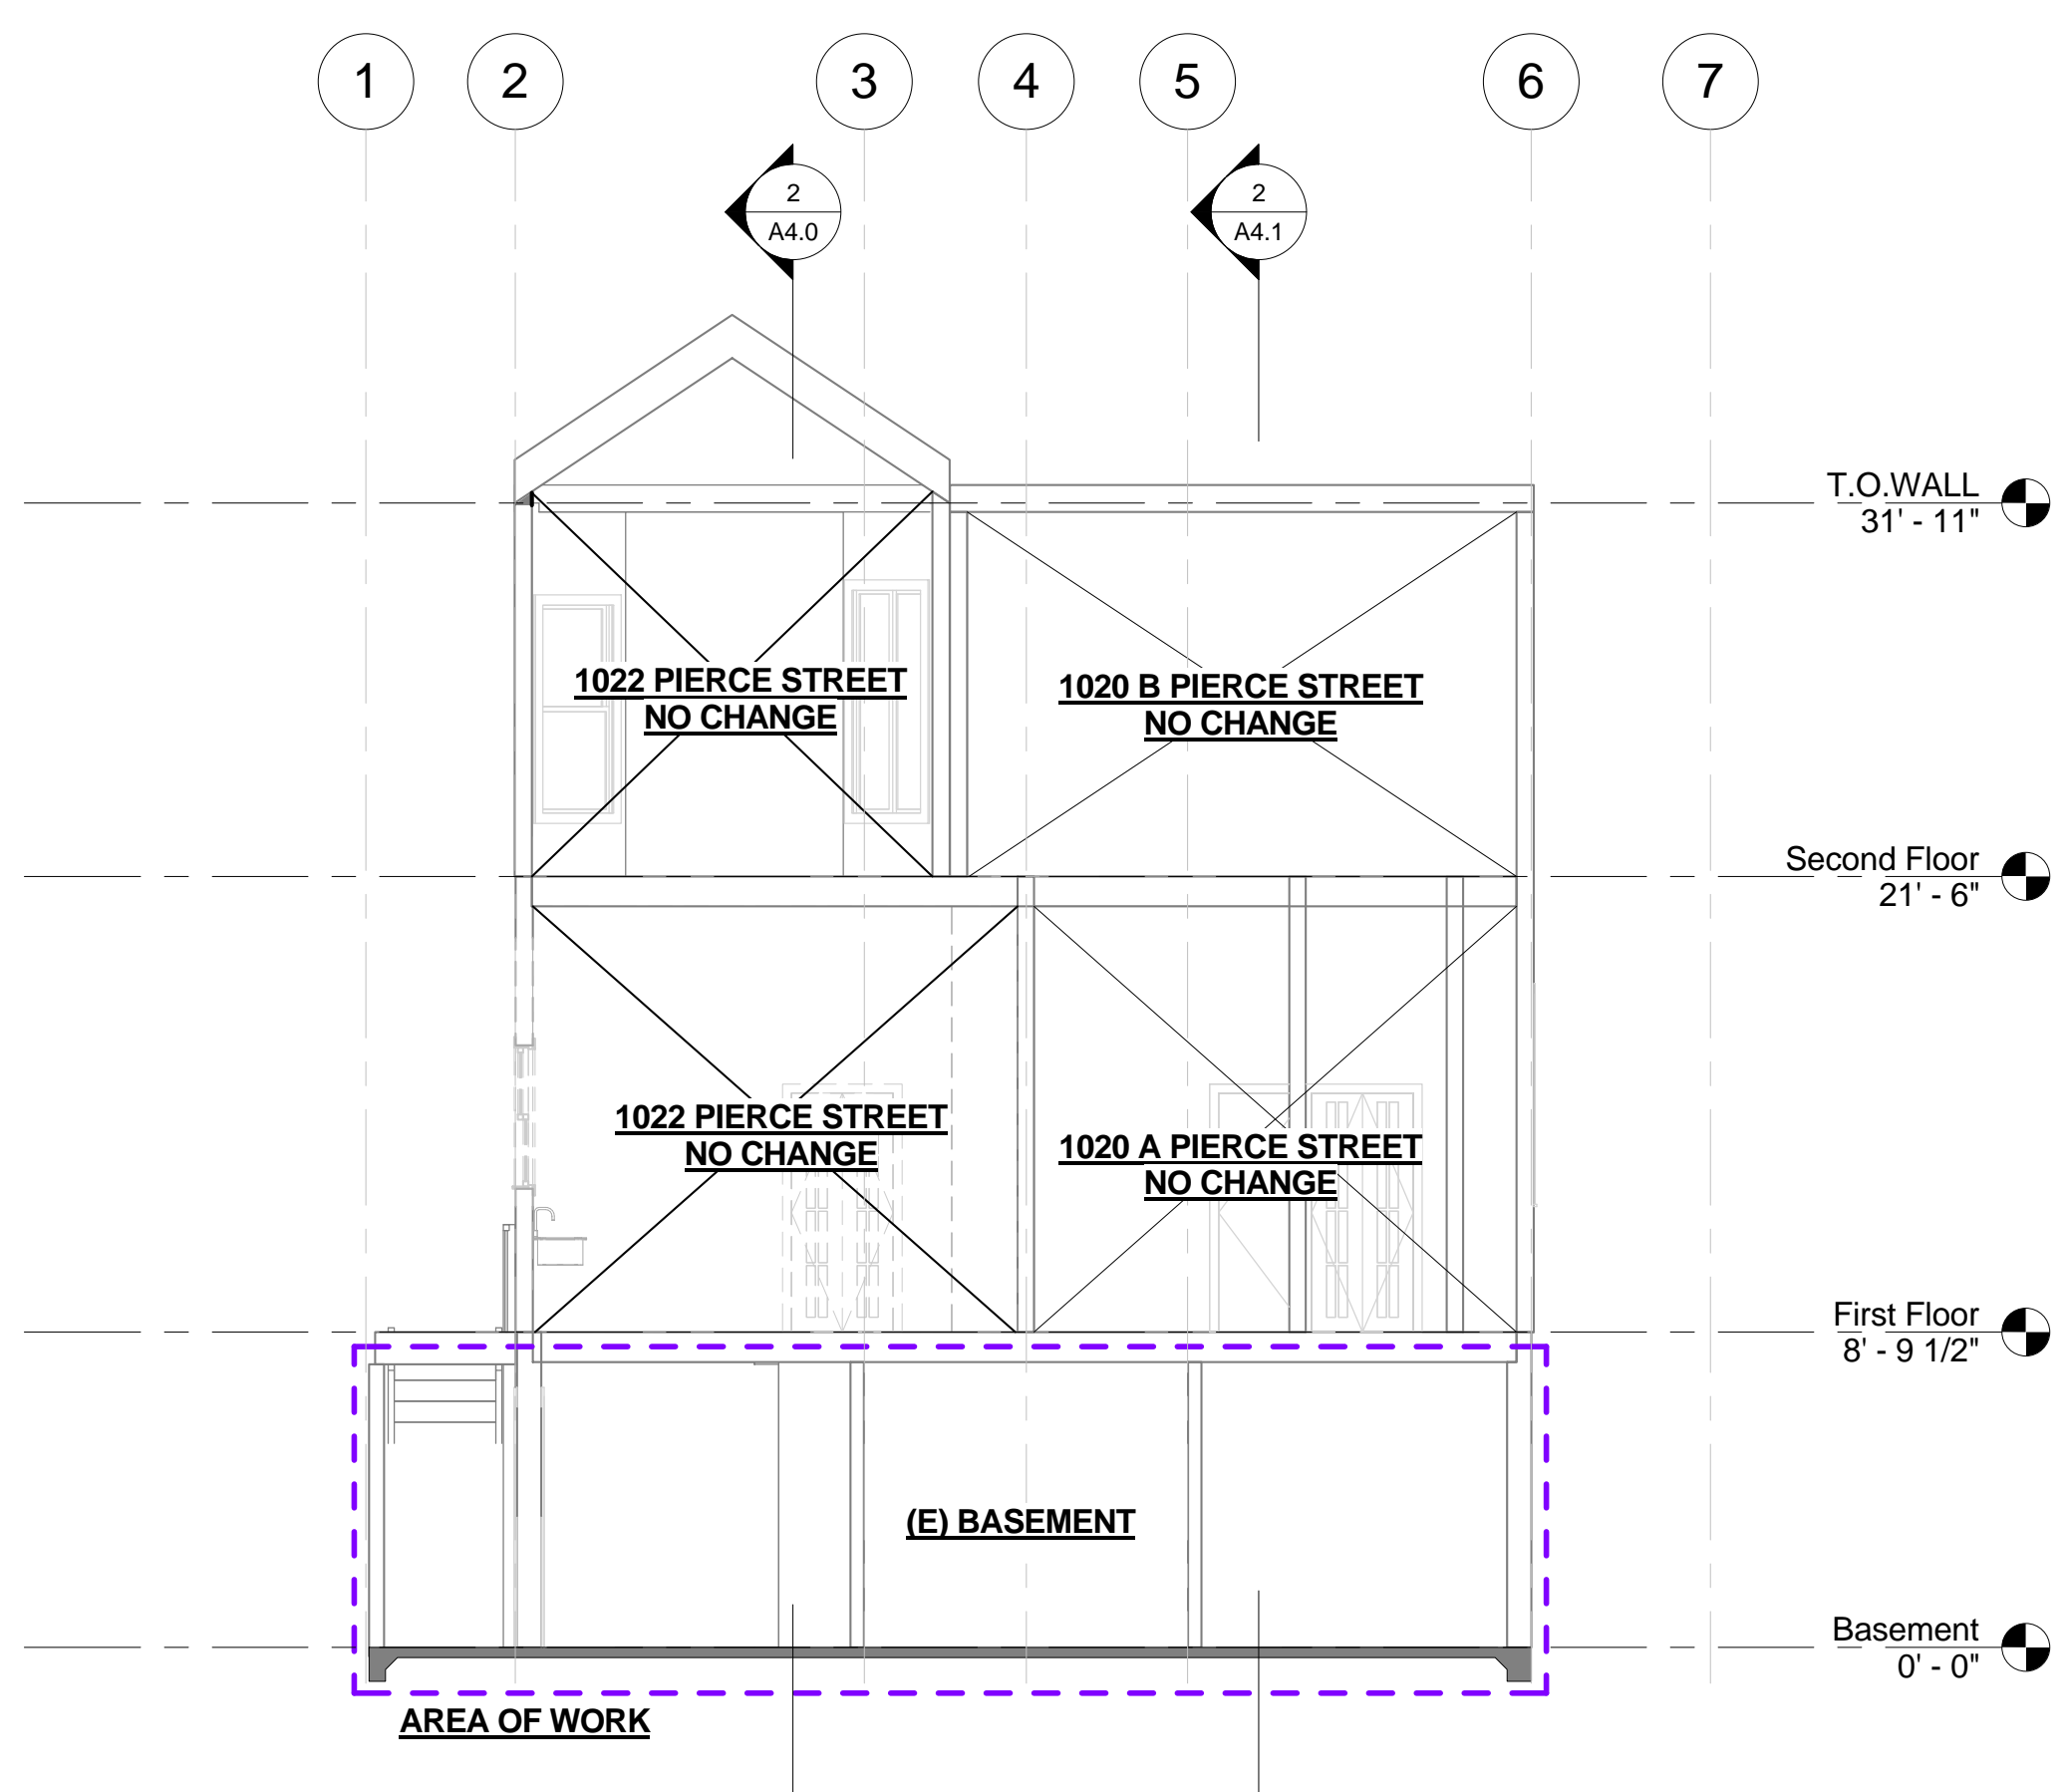 1 2 3 4 5 6 7
2
A4.0
2
A4.1
T.O.WALL
31' - 11"
1022 PIERCE STREET
NO CHANGE
1020 B PIERCE STREET
NO CHANGE
Second Floor
21' - 6"
1022 PIERCE STREET
NO CHANGE
1020 A PIERCE STREET
NO CHANGE
First Floor
8' - 9 1/2"
(E) BASEMENT
Basement
0' - 0"
AREA OF WORK